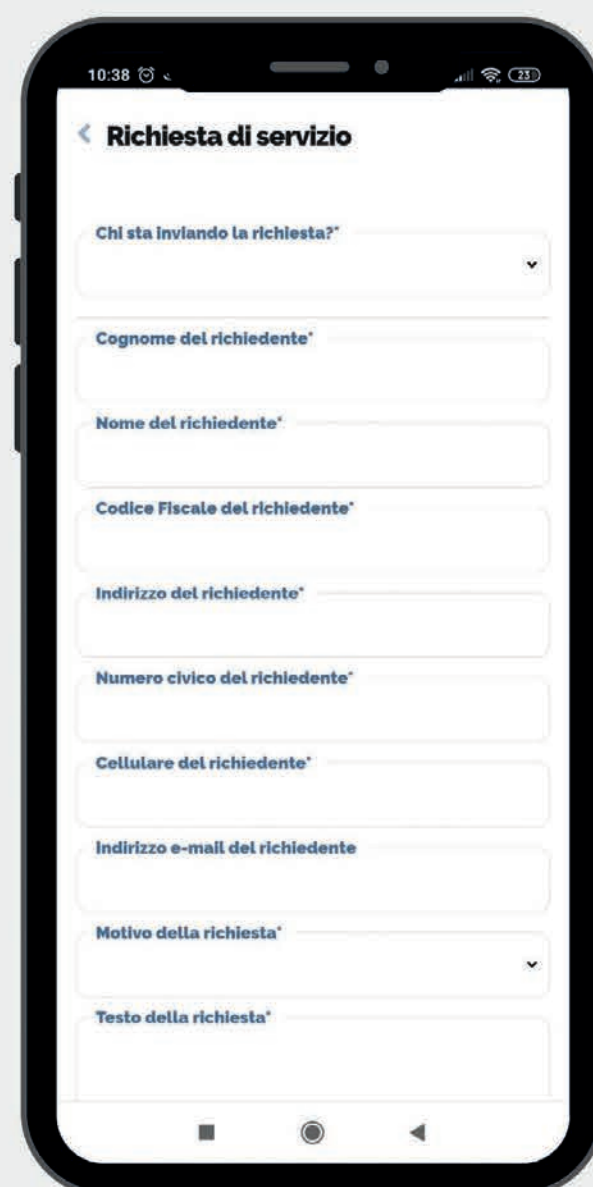 10:38
23
Richiesta di servizio
Chi sta inviando la richiesta?*
Cognome del richiedente*
Nome del richiedente*
Codice Fiscale del richiedente*
Indirizzo del richiedente*
Numero civico del richiedente*
Cellulare del richiedente*
Indirizzo e-mail del richiedente
Motivo della richiesta*
Testo della richiesta*